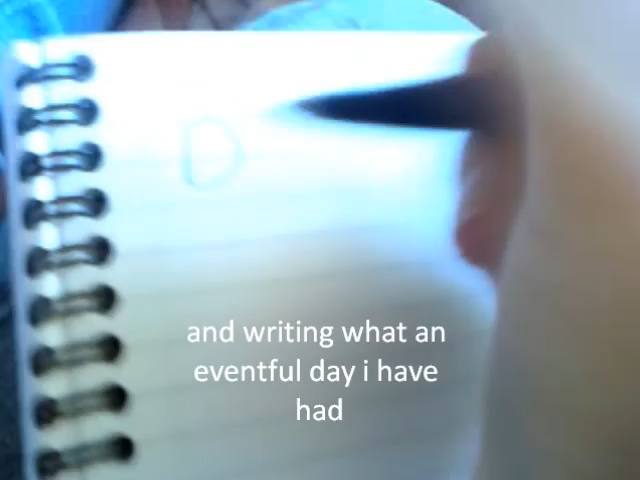 D
and writing what an
eventful day i have
had